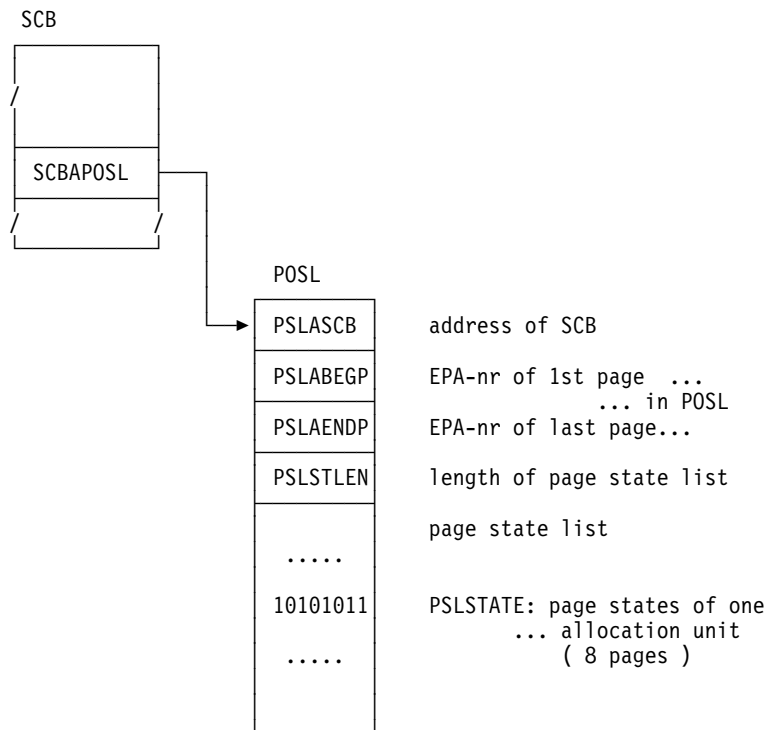 SCB
SCBAPOSL
POSL
PSLASCB address of SCB
PSLABEGP EPA-nr of 1st page ...
... in POSL
PSLAENDP EPA-nr of last page...
PSLSTLEN length of page state list
page state list
.....
10101011 PSLSTATE: page states of one
... allocation unit
..... ( 8 pages )